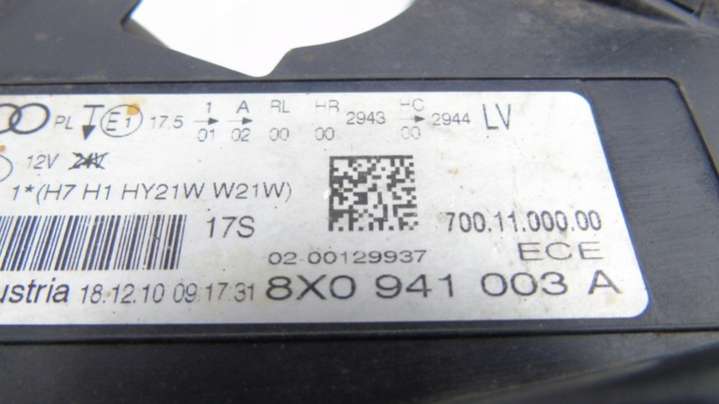 PL E1 17.5 1 A RL HR 2943 HC 2944 LV
01 02 00 00 00
12V 24V
1*(H7 H1 HY21W W21W)
17S 700.11.000.00
02 00129937 ECE
ustria 18.12.10 09:17:31 8X0 941 003 A